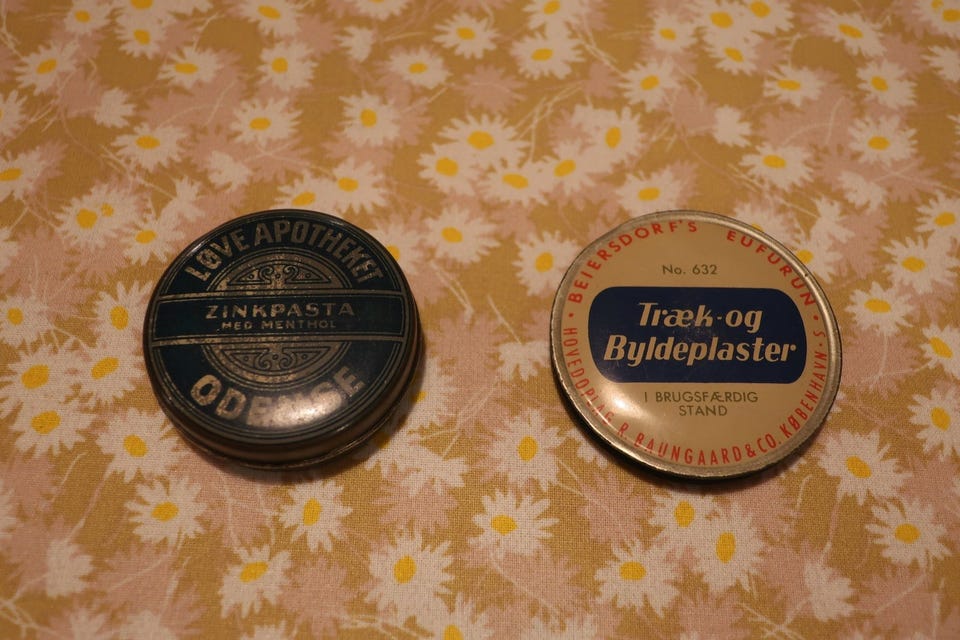 LØVE APOTHEKET
ZINKPASTA
MED MENTHOL
ODENSE
BEIERSDORF'S EUFURUN
No. 632
Træk-og
Byldeplaster
I BRUGSFÆRDIG
STAND
HOVEDOPLAG R. BAUNGAARD & CO. KØBENHAVN-S